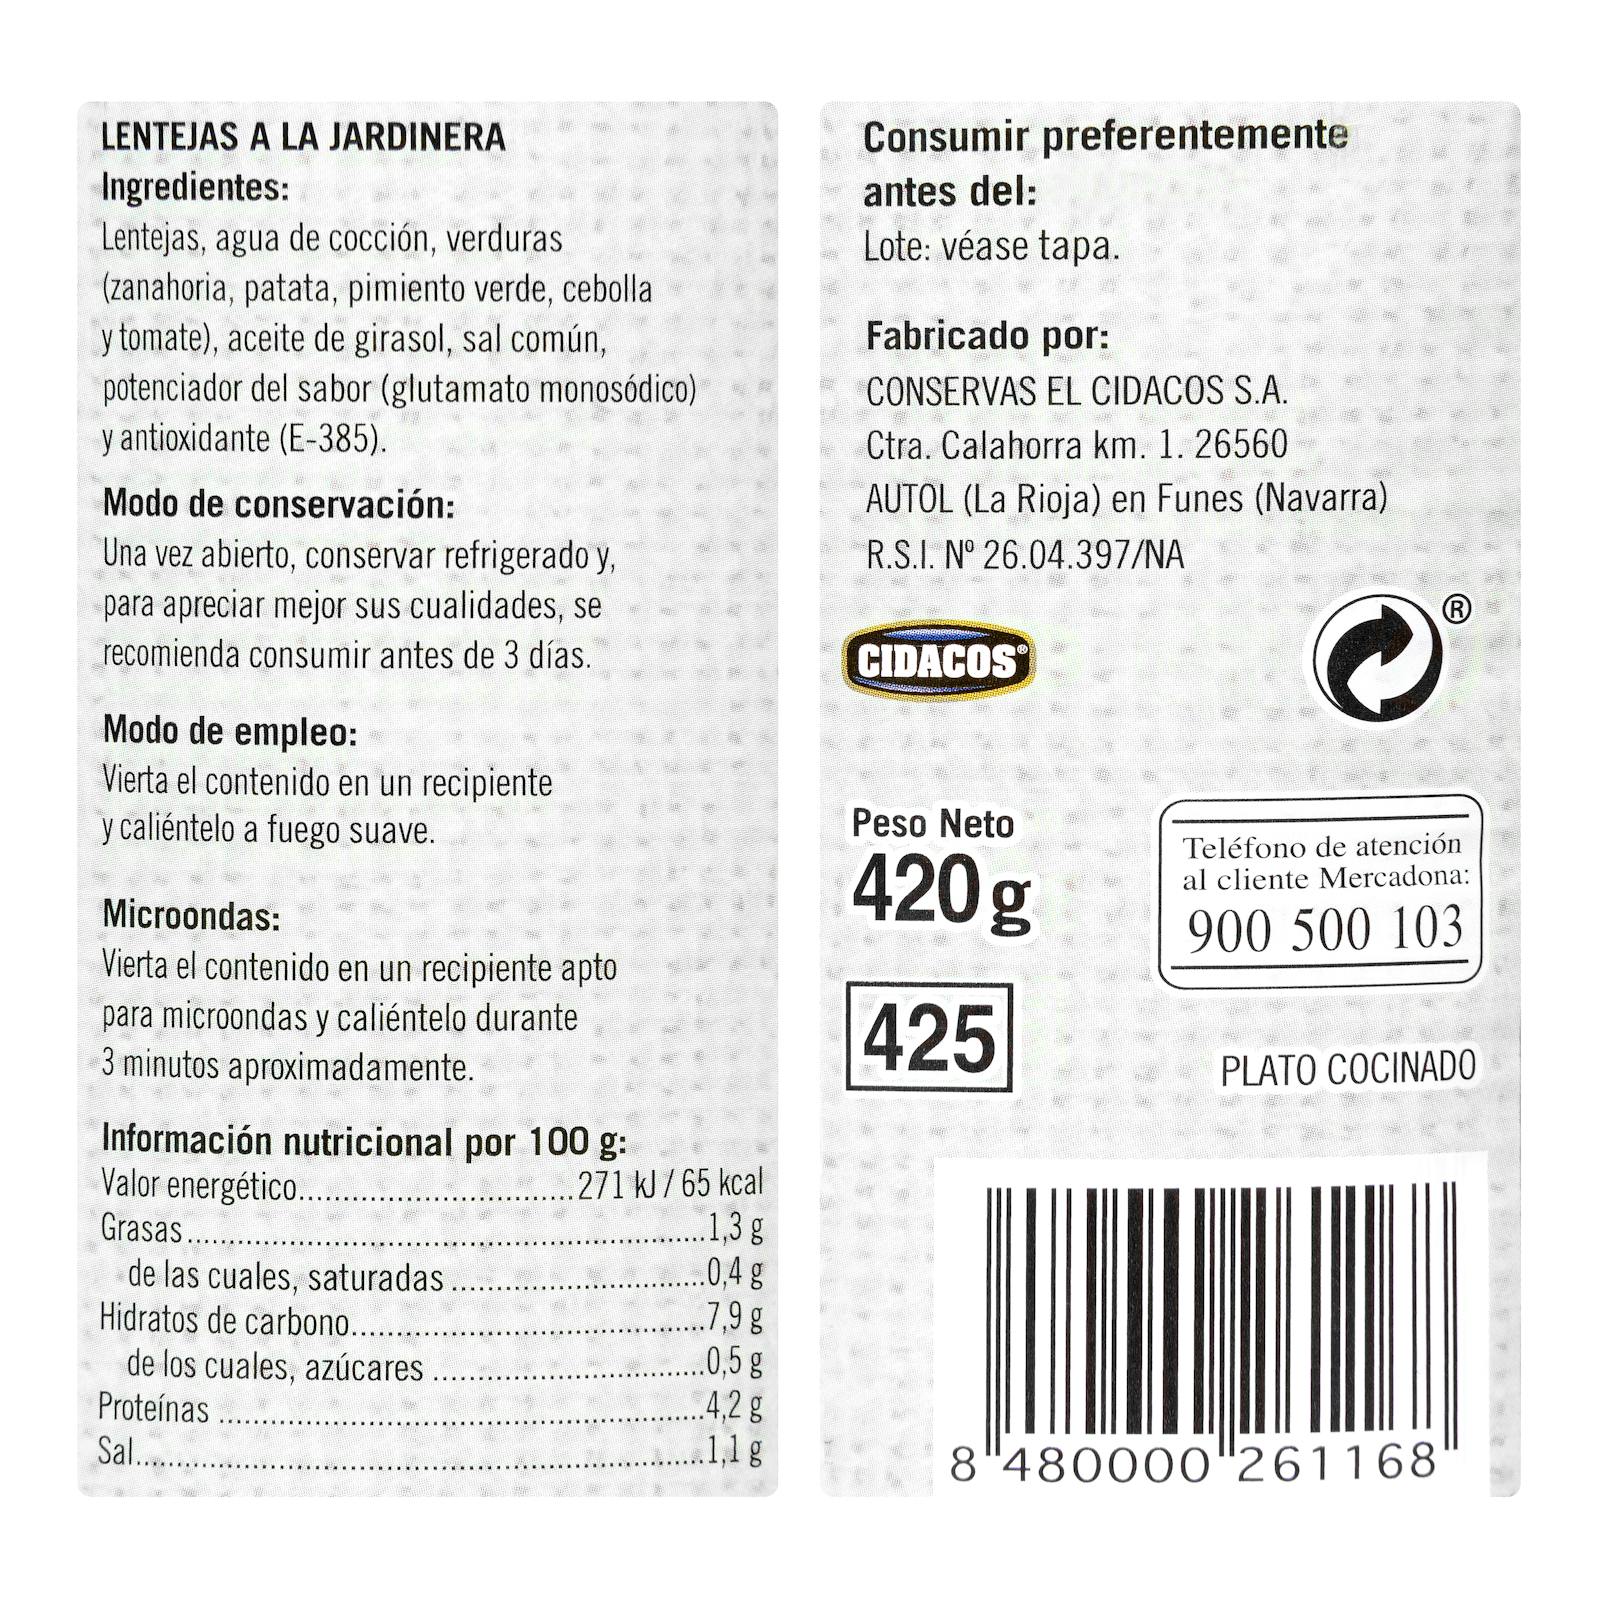 LENTEJAS A LA JARDINERA
Ingredientes:
Lentejas, agua de cocción, verduras
(zanahoria, patata, pimiento verde, cebolla
y tomate), aceite de girasol, sal común,
potenciador del sabor (glutamato monosódico)
y antioxidante (E-385).
Modo de conservación:
Una vez abierto, conservar refrigerado y,
para apreciar mejor sus cualidades, se
recomienda consumir antes de 3 días.
Modo de empleo:
Vierta el contenido en un recipiente
y caliéntelo a fuego suave.
Microondas:
Vierta el contenido en un recipiente apto
para microondas y caliéntelo durante
3 minutos aproximadamente.
Información nutricional por 100 g:
Valor energético..............................271 kJ / 65 kcal
Grasas..........................................................1,3 g
de las cuales, saturadas............................0,4 g
Hidratos de carbono.......................................7,9 g
de los cuales, azúcares..............................0,5 g
Proteínas......................................................4,2 g
Sal...............................................................1,1 g
Consumir preferentemente
antes del:
Lote: véase tapa.
Fabricado por:
CONSERVAS EL CIDACOS S.A.
Ctra. Calahorra km. 1. 26560
AUTOL (La Rioja) en Funes (Navarra)
R.S.I. Nº 26.04.397/NA
CIDACOS®
®
Peso Neto
420 g
Teléfono de atención
al cliente Mercadona:
900 500 103
425
PLATO COCINADO
8 480000 261168